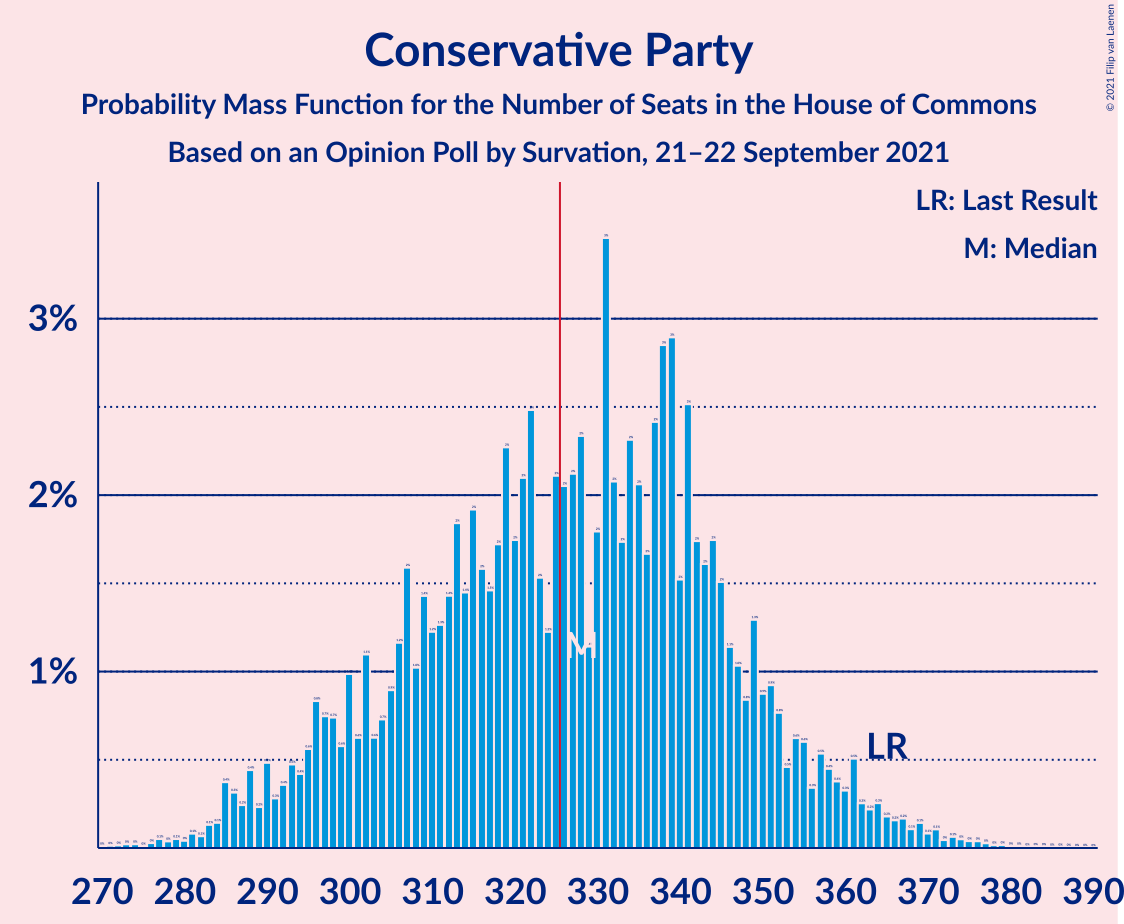 Conservative Party
Probability Mass Function for the Number of Seats in the House of Commons
Based on an Opinion Poll by Survation, 21–22 September 2021
© 2021 Filip van Laenen
LR: Last Result
M: Median
3%
2%
1%
M
LR
270 280 290 300 310 320 330 340 350 360 370 380 390